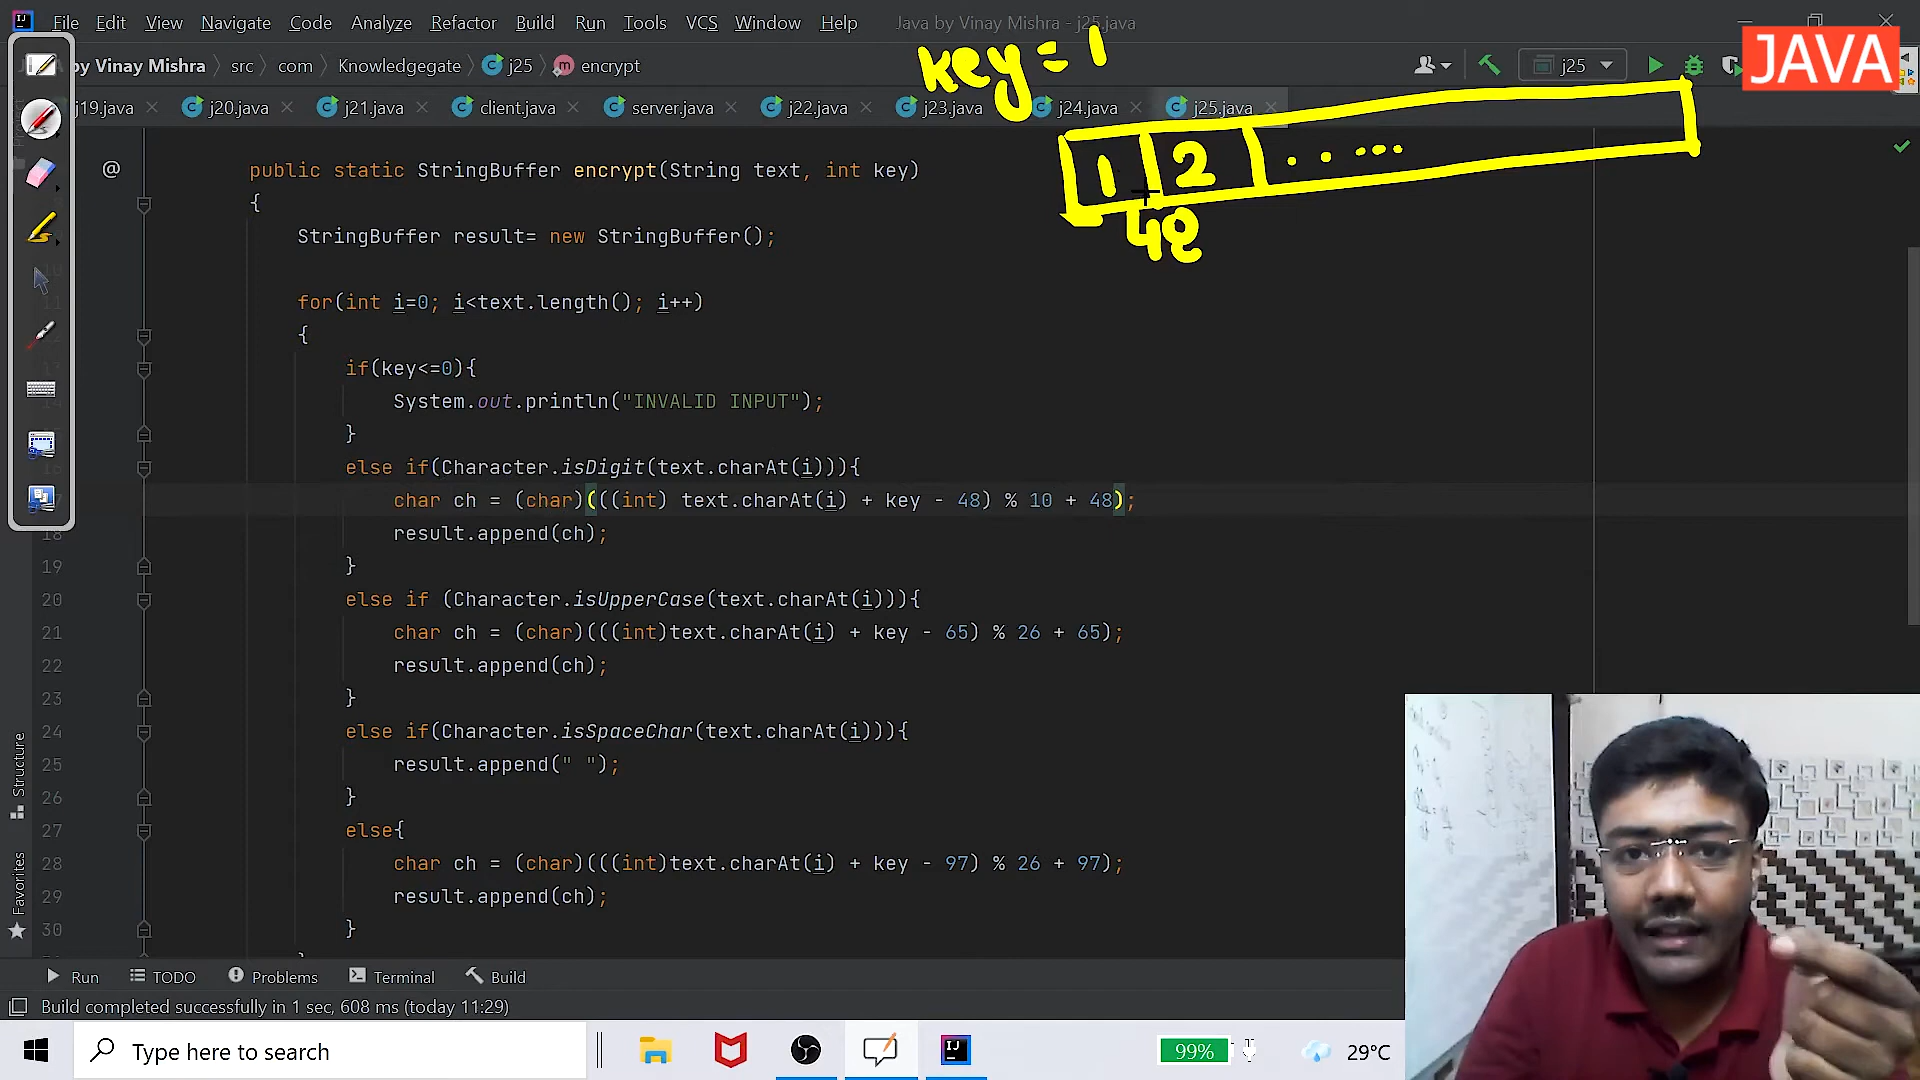 File Edit View Navigate Code Analyze Refactor Build Run Tools VCS Window Help Java by Vinay Mishra - j25.java
JAVA
key = 1
by Vinay Mishra src com Knowledgegate j25 encrypt j25
j19.java j20.java j21.java client.java server.java j22.java j23.java j24.java j25.java
1 2 . . .....
48
@ public static StringBuffer encrypt(String text, int key)
{
StringBuffer result= new StringBuffer();
for(int i=0; i<text.length(); i++)
{
if(key<=0){
System.out.println("INVALID INPUT");
}
else if(Character.isDigit(text.charAt(i))){
char ch = (char)(((int) text.charAt(i) + key - 48) % 10 + 48);
18 result.append(ch);
19 }
20 else if (Character.isUpperCase(text.charAt(i))){
21 char ch = (char)(((int)text.charAt(i) + key - 65) % 26 + 65);
22 result.append(ch);
23 }
24 else if(Character.isSpaceChar(text.charAt(i))){
25 result.append(" ");
26 }
27 else{
28 char ch = (char)(((int)text.charAt(i) + key - 97) % 26 + 97);
29 result.append(ch);
30 }
Structure
Favorites
Run TODO Problems Terminal Build
Build completed successfully in 1 sec, 608 ms (today 11:29)
Type here to search 99% 29°C